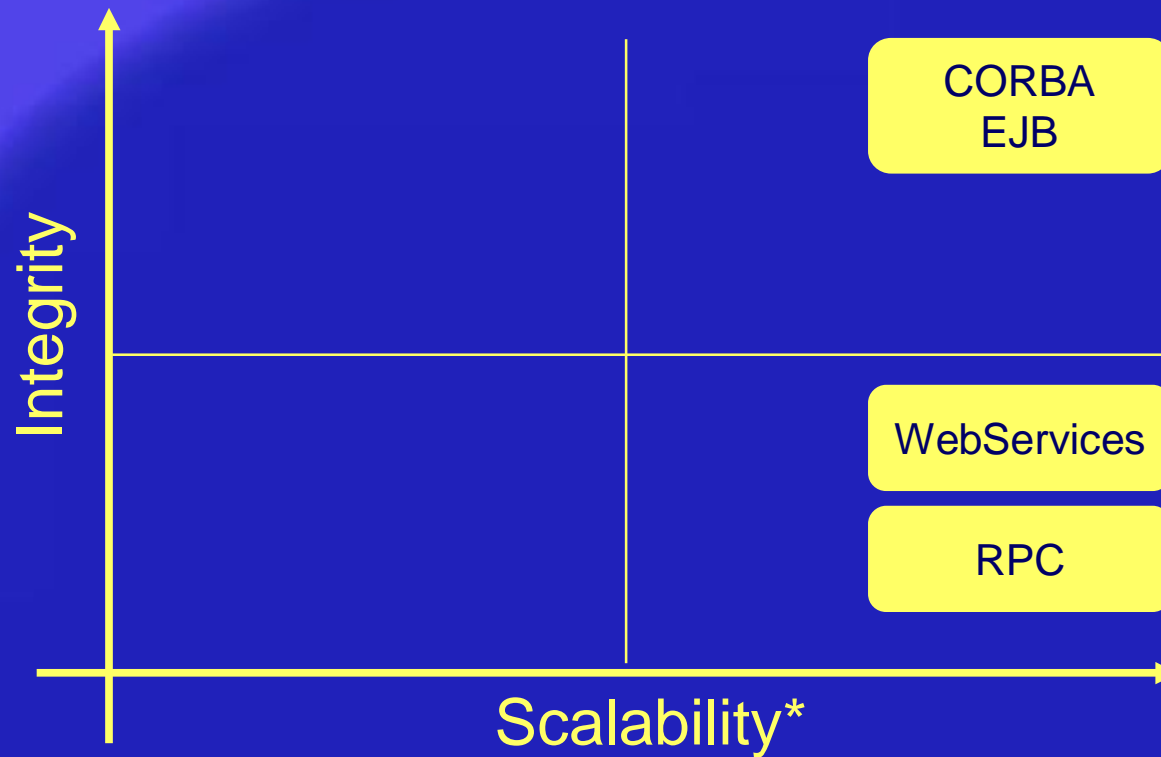 CORBA
EJB
Integrity
WebServices
RPC
Scalability*